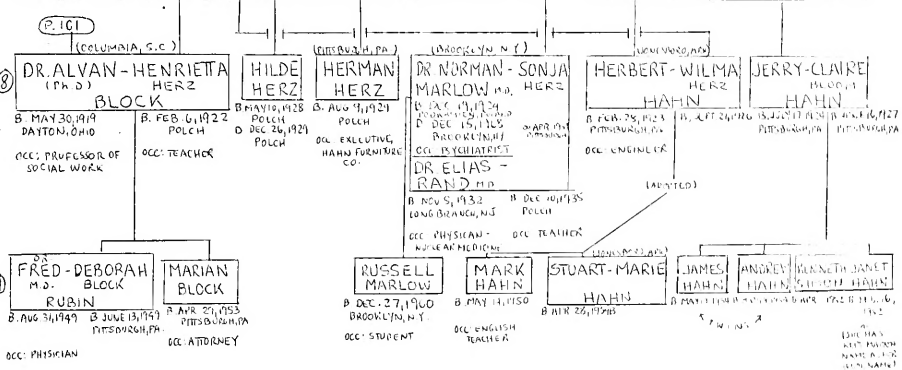 P. 101
(COLUMBIA, S.C)
DR. ALVAN - HENRIETTA
(Ph.D) HERZ
BLOCK
B. MAY 30, 1919
DAYTON, OHIO
OCC: PROFESSOR OF
SOCIAL WORK
B. FEB. 6, 1922
POLCH
OCC: TEACHER
HILDE
HERZ
B MAY 10, 1928
POLCH
D DEC 26, 1929
POLCH
(PITTSBURGH, PA)
HERMAN
HERZ
B AUG 9, 1924
POLCH
OCC EXECUTIVE,
HAHN FURNITURE
CO.
(BROOKLYN, N.Y)
DR. NORMAN - SONJA
MARLOW M.D. HERZ
B DEC 19, 1924
D DEC 15, 1968
BROOKLYN, NY
OCC PSYCHIATRIST
DR ELIAS -
RAND M.D
B NOV 5, 1932
LONG BRANCH, N.J
OCC PHYSICIAN -
NUCLEAR MEDICINE
B DEC 10, 1935
POLCH
OCC TEACHER
HERBERT - WILMA
HERZ
HAHN
B FEB. 28, 1923
PITTSBURGH, PA
OCC: ENGINEER
JERRY - CLAIRE
HAHN
PITTSBURGH, PA
PITTSBURGH, PA
(ADOPTED)
DR
FRED - DEBORAH
M.D. BLOCK
RUBIN
B. AUG. 31, 1949
OCC: PHYSICIAN
B JUNE 13, 1949
PITTSBURGH, PA.
MARIAN
BLOCK
B. APR 29, 1953
PITTSBURGH, PA
OCC: ATTORNEY
RUSSELL
MARLOW
B DEC. 27, 1960
BROOKLYN, N.Y.
OCC: STUDENT
MARK
HAHN
B. MAY 14, 1950
OCC: ENGLISH
TEACHER
STUART - MARIE
HAHN
JAMES
HAHN
ANDREW
HAHN
TWINS
KENNETH JANET
SIMON HAHN